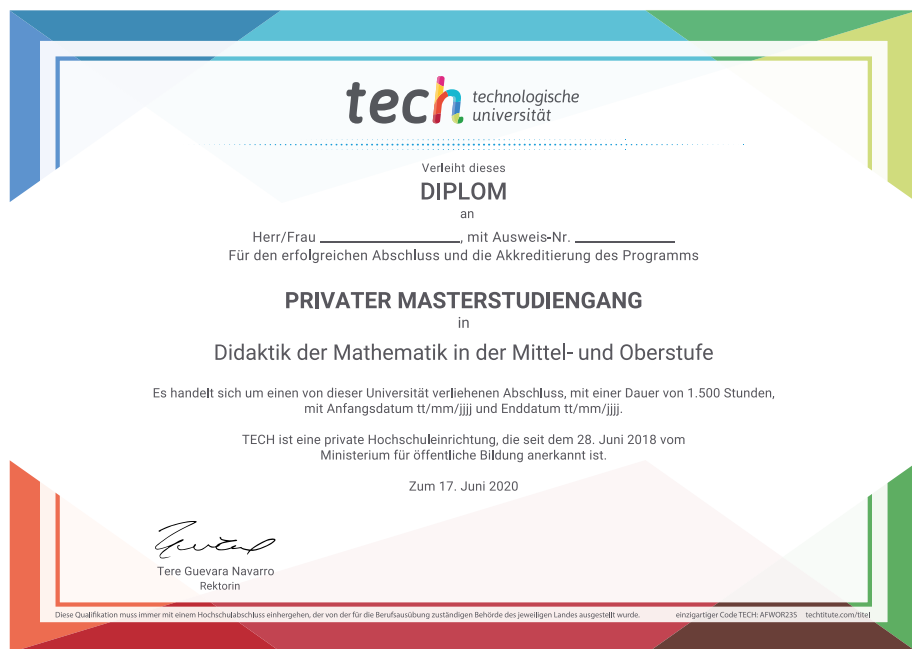 tech technologische
universität
Verleiht dieses
DIPLOM
an
Herr/Frau ____________________, mit Ausweis-Nr. ______________
Für den erfolgreichen Abschluss und die Akkreditierung des Programms
PRIVATER MASTERSTUDIENGANG
in
Didaktik der Mathematik in der Mittel- und Oberstufe
Es handelt sich um einen von dieser Universität verliehenen Abschluss, mit einer Dauer von 1.500 Stunden,
mit Anfangsdatum tt/mm/jjjj und Enddatum tt/mm/jjjj.
TECH ist eine private Hochschuleinrichtung, die seit dem 28. Juni 2018 vom
Ministerium für öffentliche Bildung anerkannt ist.
Zum 17. Juni 2020
Tere Guevara Navarro
Rektorin
Diese Qualifikation muss immer mit einem Hochschulabschluss einhergehen, der von der für die Berufsausübung zuständigen Behörde des jeweiligen Landes ausgestellt wurde. einzigartiger Code TECH: AFWOR23S techtitute.com/titel